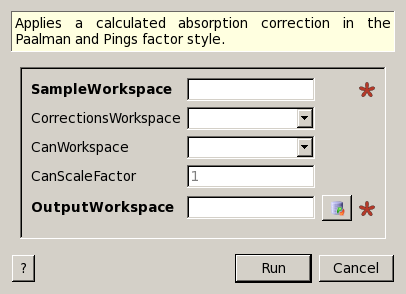 Applies a calculated absorption correction in the
Paalman and Pings factor style.
SampleWorkspace
CorrectionsWorkspace
CanWorkspace
CanScaleFactor 1
OutputWorkspace
? Run Cancel